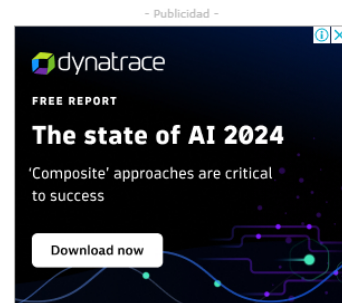 - Publicidad -
dynatrace
FREE REPORT
The state of AI 2024
‘Composite’ approaches are critical
to success
Download now